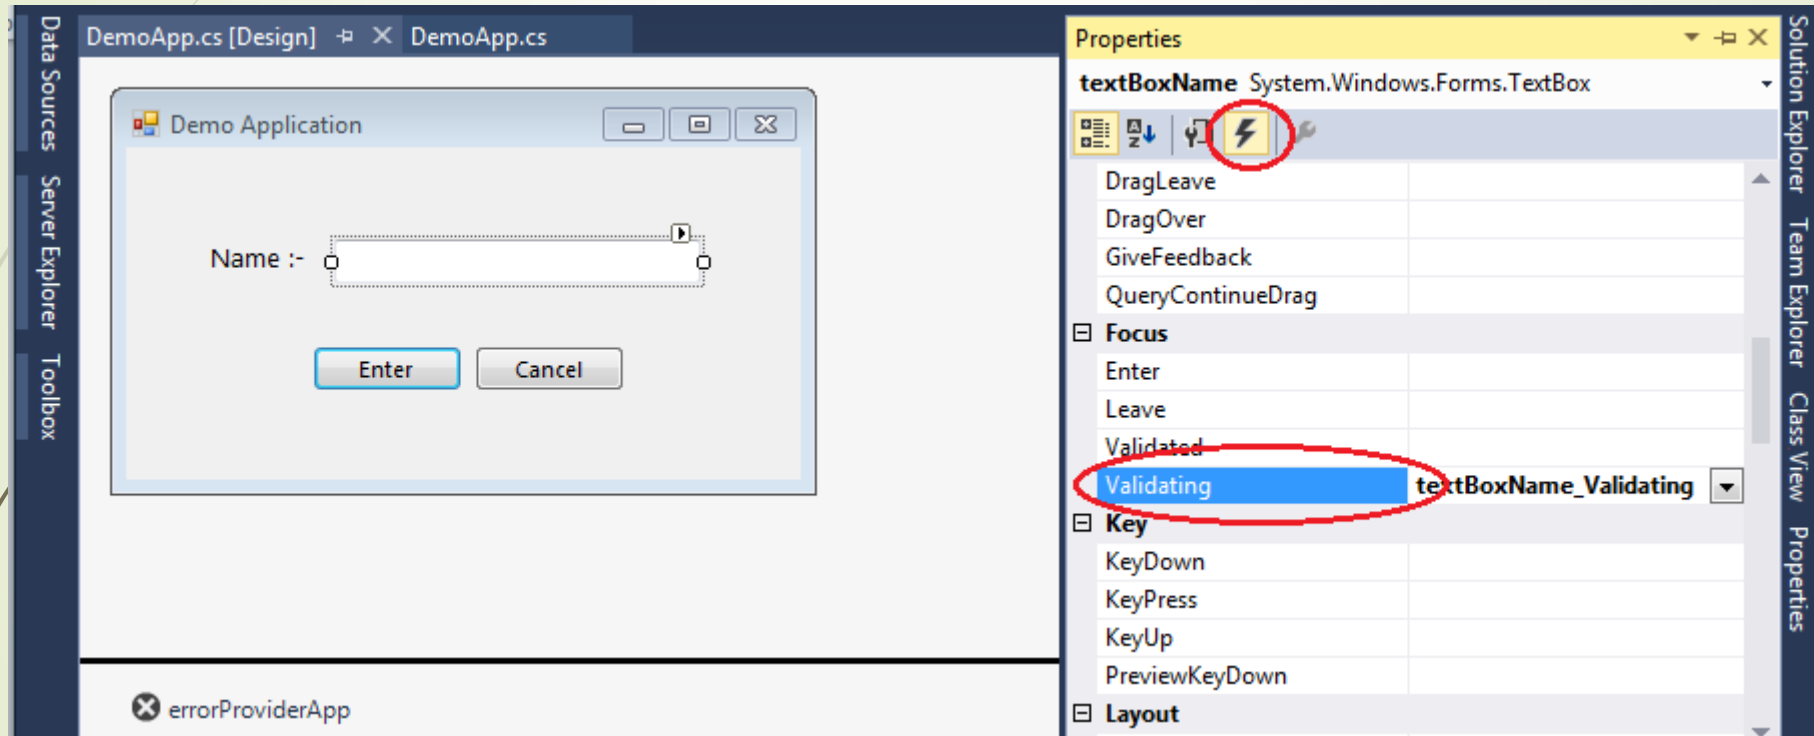 Data Sources
Server Explorer
Toolbox
DemoApp.cs [Design]
DemoApp.cs
Demo Application
Name :-
Enter
Cancel
errorProviderApp
Properties
textBoxName System.Windows.Forms.TextBox
DragLeave
DragOver
GiveFeedback
QueryContinueDrag
Focus
Enter
Leave
Validated
Validating textBoxName_Validating
Key
KeyDown
KeyPress
KeyUp
PreviewKeyDown
Layout
Solution Explorer
Team Explorer
Class View
Properties